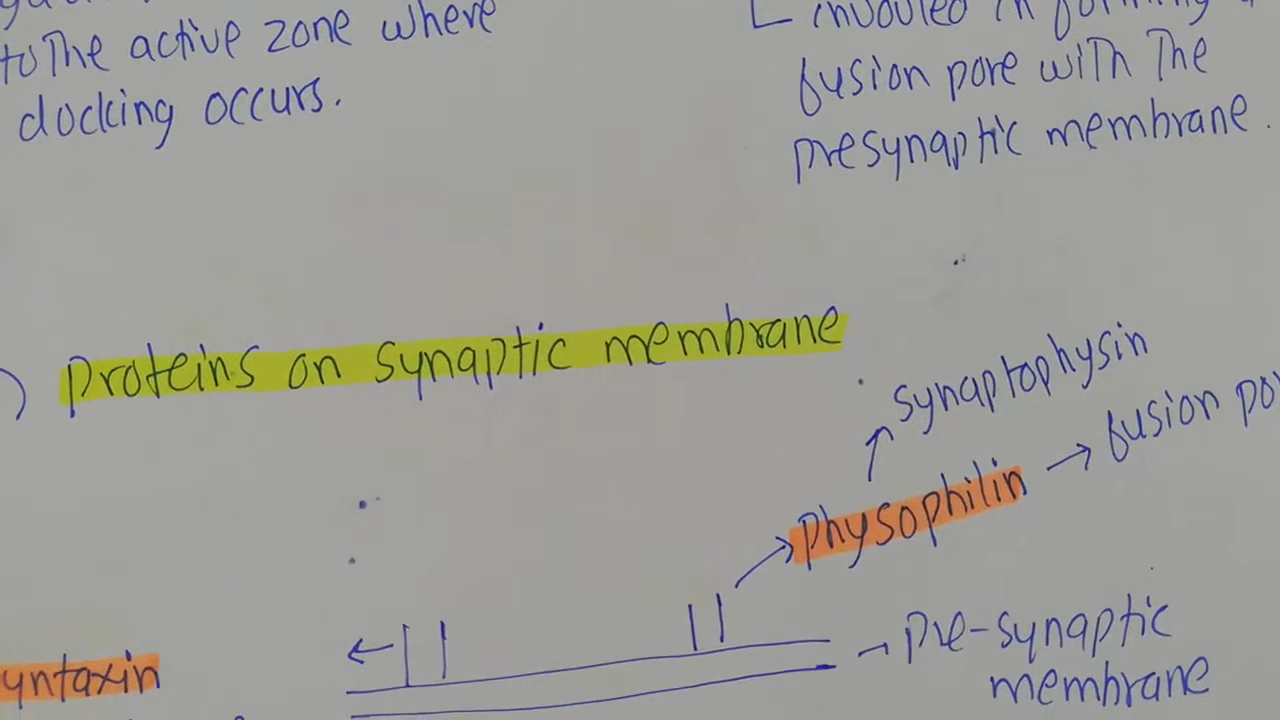 to The active zone where
docking occurs.
involved in forming
fusion pore with The
presynaptic membrane.
) Proteins on synaptic membrane
synaptophysin
Physophilin → fusion po
← 
→ Pre-synaptic
membrane
yntaxin